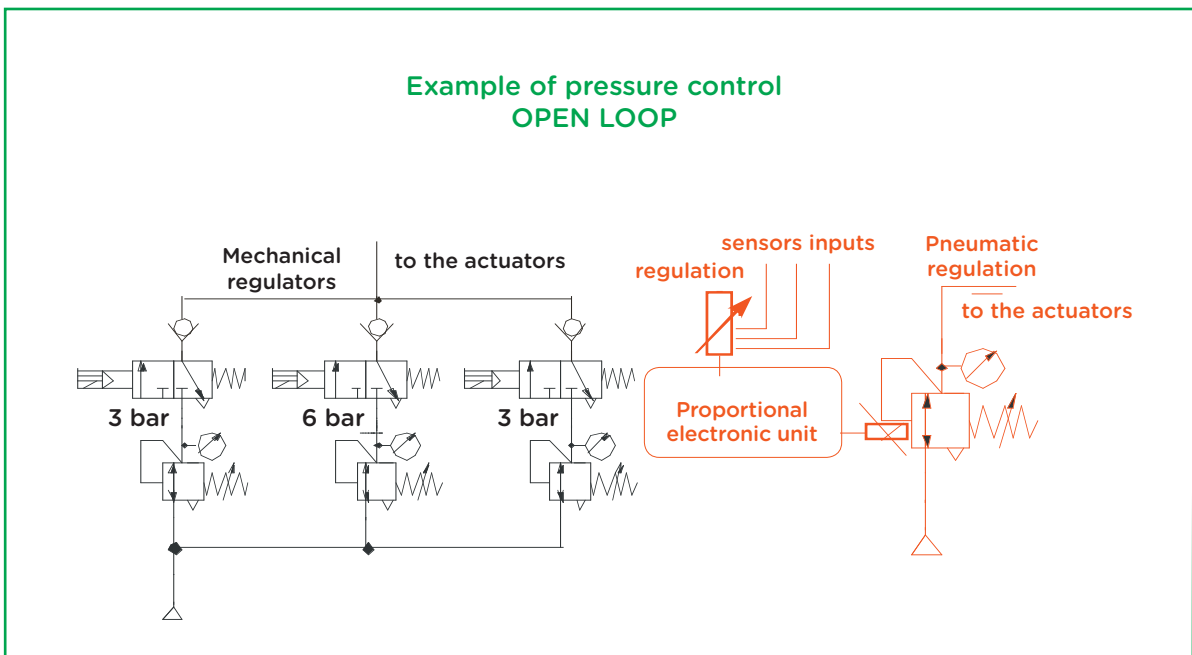 Example of pressure control
OPEN LOOP
Mechanical
regulators
to the actuators
3 bar
6 bar
3 bar
sensors inputs
regulation
Pneumatic
regulation
to the actuators
Proportional
electronic unit